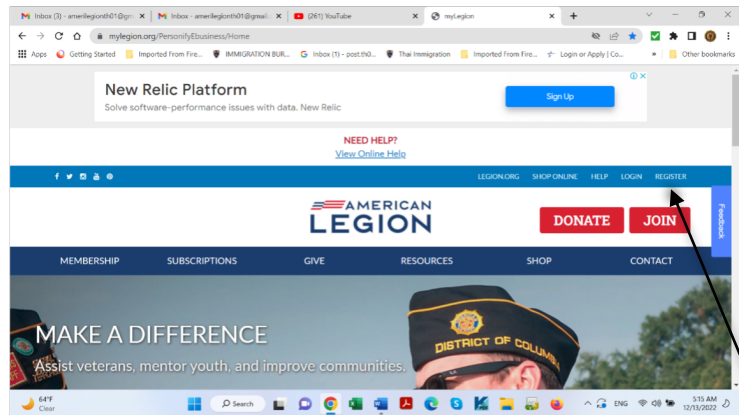 Inbox (3) - amerilegionth01@gm
Inbox - amerilegionth01@gmail
(261) YouTube
myLegion
mylegion.org/PersonifyEbusiness/Home
Apps
Getting Started
Imported From Fire...
IMMIGRATION BUR...
Inbox (1) - post.th0...
Thai Immigration
Imported From Fire...
Login or Apply | Co...
Other bookmarks
New Relic Platform
Solve software-performance issues with data. New Relic
Sign Up
NEED HELP?
View Online Help
LEGION.ORG SHOP ONLINE HELP LOGIN REGISTER
AMERICAN
LEGION
DONATE JOIN
Feedback
MEMBERSHIP SUBSCRIPTIONS GIVE RESOURCES SHOP CONTACT
DISTRICT OF COLUM
MAKE A DIFFERENCE
Assist veterans, mentor youth, and improve communities.
64°F
Clear
Search
ENG
5:15 AM
12/13/2022